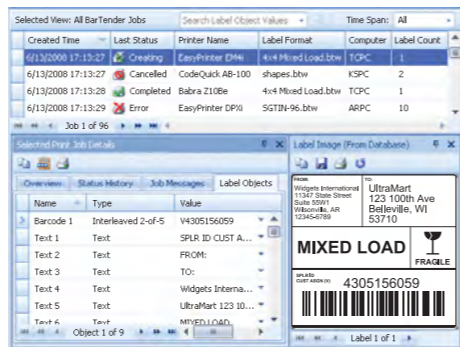 Selected View: All BarTender Jobs Search Label Object Values Time Span: All
Created Time Last Status Printer Name Label Format Computer Label Count
6/13/2008 17:13:27 Creating EasyPrinter EM4i 4x4 Mixed Load.btw TCPC 1
6/13/2008 17:13:27 Cancelled CodeQuick AB-100 shapes.btw KSPC 2
6/13/2008 17:13:28 Completed Babra Z10Be 4x4 Mixed Load.btw TCPC 1
6/13/2008 17:13:29 Error EasyPrinter DPXi SGTIN-96.btw ARPC 10
Job 1 of 96
Selected Print Job Details
Overview Status History Job Messages Label Objects
Name Type Value
Barcode 1 Interleaved 2-of-5 V4305156059
Text 1 Text SPLR ID CUST A...
Text 2 Text FROM:
Text 3 Text TO:
Text 4 Text Widgets Interna...
Text 5 Text UltraMart 123 10...
Text 6 Text MIXED LOAD
Object 1 of 9
Label Image (From Database)
FROM:
Widgets International
11347 State Street
Suite 55W1
Wilsonville, AR
12345-6789
TO:
UltraMart
123 100th Ave
Belleville, WI
53710
MIXED LOAD
FRAGILE
SPLR ID
CUST ASGN (V) 4305156059
Label 1 of 1